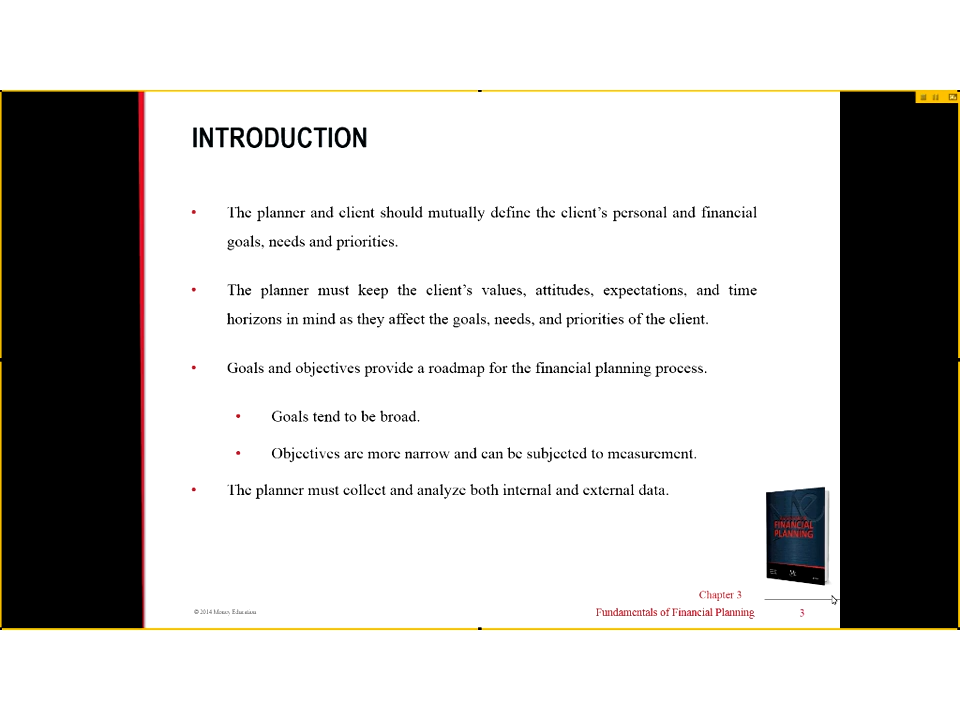 INTRODUCTION
• The planner and client should mutually define the client's personal and financial
goals, needs and priorities.
• The planner must keep the client's values, attitudes, expectations, and time
horizons in mind as they affect the goals, needs, and priorities of the client.
• Goals and objectives provide a roadmap for the financial planning process.
• Goals tend to be broad.
• Objectives are more narrow and can be subjected to measurement.
• The planner must collect and analyze both internal and external data.
FINANCIAL
PLANNING
Chapter 3
© 2014 Money Education
Fundamentals of Financial Planning
3